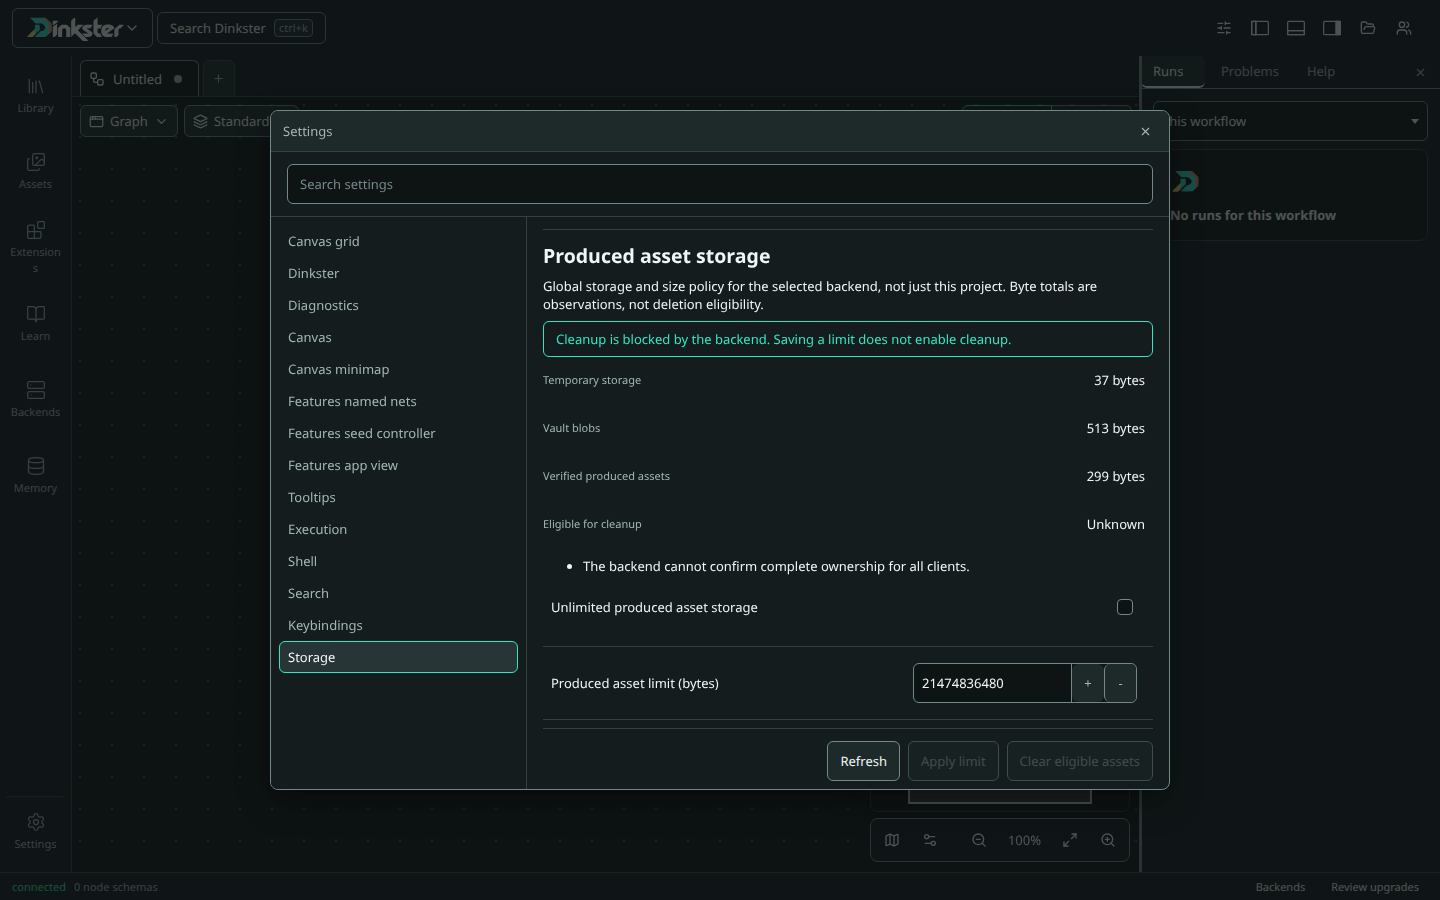 Dinkster
Search Dinkster ctrl+k
Library
Assets
Extension
s
Learn
Backends
Memory
Settings
Untitled
+
Graph
Standard
Runs
Problems
Help
his workflow
No runs for this workflow
Settings
Search settings
Canvas grid
Dinkster
Diagnostics
Canvas
Canvas minimap
Features named nets
Features seed controller
Features app view
Tooltips
Execution
Shell
Search
Keybindings
Storage
Produced asset storage
Global storage and size policy for the selected backend, not just this project. Byte totals are
observations, not deletion eligibility.
Cleanup is blocked by the backend. Saving a limit does not enable cleanup.
Temporary storage 37 bytes
Vault blobs 513 bytes
Verified produced assets 299 bytes
Eligible for cleanup Unknown
• The backend cannot confirm complete ownership for all clients.
Unlimited produced asset storage
Produced asset limit (bytes) 21474836480 + -
Refresh Apply limit Clear eligible assets
100%
connected 0 node schemas
Backends Review upgrades